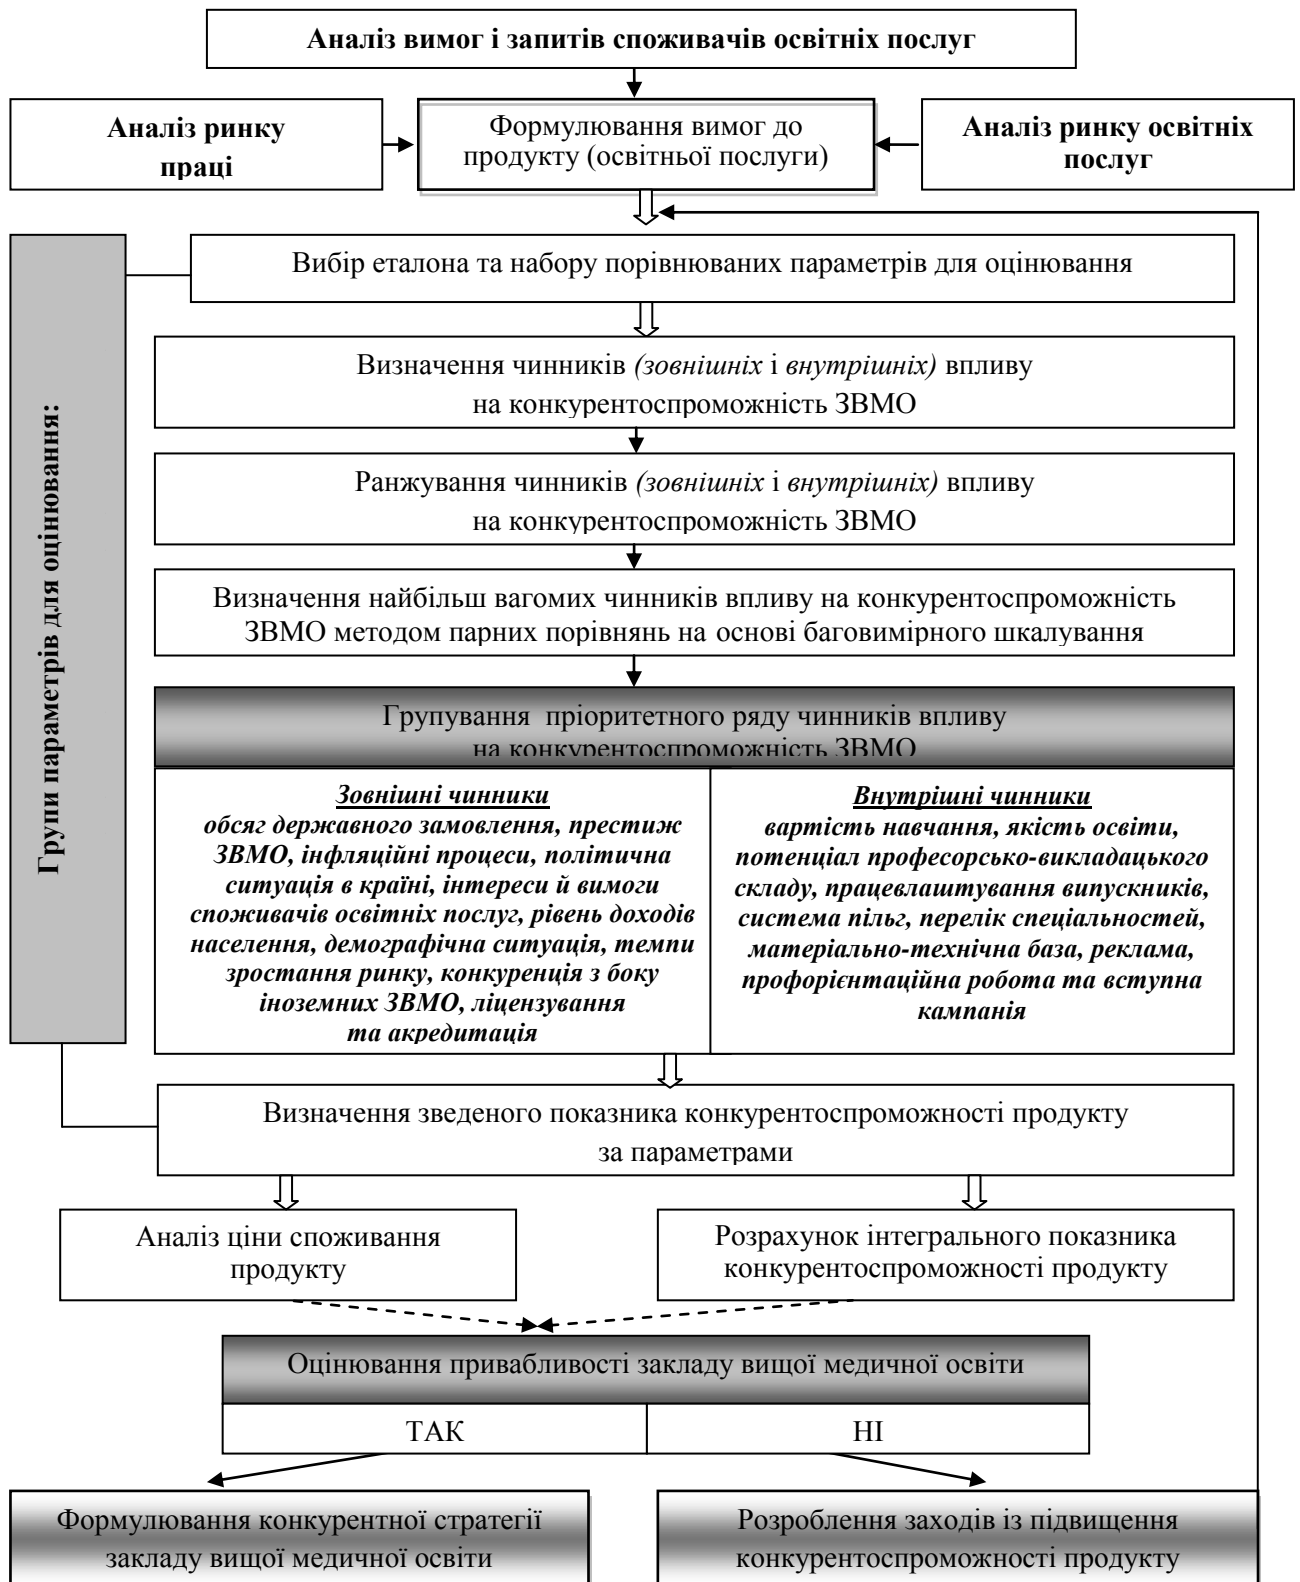 Аналіз вимог і запитів споживачів освітніх послуг
Аналіз ринку
праці
Формулювання вимог до
продукту (освітньої послуги)
Аналіз ринку освітніх
послуг
Групи параметрів для оцінювання:
Вибір еталона та набору порівнюваних параметрів для оцінювання
Визначення чинників (зовнішніх і внутрішніх) впливу
на конкурентоспроможність ЗВМО
Ранжування чинників (зовнішніх і внутрішніх) впливу
на конкурентоспроможність ЗВМО
Визначення найбільш вагомих чинників впливу на конкурентоспроможність
ЗВМО методом парних порівнянь на основі баговимірного шкалування
Групування пріоритетного ряду чинників впливу
на конкурентоспроможність ЗВМО
Зовнішні чинники
обсяг державного замовлення, престиж
ЗВМО, інфляційні процеси, політична
ситуація в країні, інтереси й вимоги
споживачів освітніх послуг, рівень доходів
населення, демографічна ситуація, темпи
зростання ринку, конкуренція з боку
іноземних ЗВМО, ліцензування
та акредитація
Внутрішні чинники
вартість навчання, якість освіти,
потенціал професорсько-викладацького
складу, працевлаштування випускників,
система пільг, перелік спеціальностей,
матеріально-технічна база, реклама,
профорієнтаційна робота та вступна
кампанія
Визначення зведеного показника конкурентоспроможності продукту
за параметрами
Аналіз ціни споживання
продукту
Розрахунок інтегрального показника
конкурентоспроможності продукту
Оцінювання привабливості закладу вищої медичної освіти
ТАК
НІ
Формулювання конкурентної стратегії
закладу вищої медичної освіти
Розроблення заходів із підвищення
конкурентоспроможності продукту